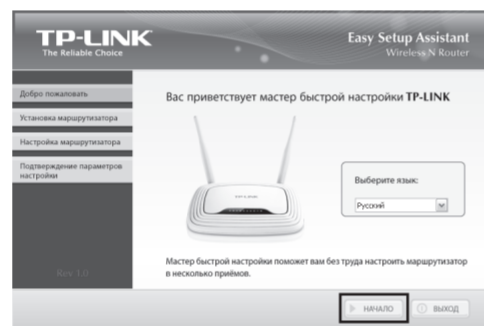 TP-LINK
The Reliable Choice
Easy Setup Assistant
Wireless N Router
Добро пожаловать
Установка маршрутизатора
Настройка маршрутизатора
Подтверждение параметров
настройки
Rev 1.0
Вас приветствует мастер быстрой настройки TP-LINK
TP-LINK
Выберите язык:
Русский
Мастер быстрой настройки поможет вам без труда настроить маршрутизатор
в несколько приёмов.
НАЧАЛО
ВЫХОД